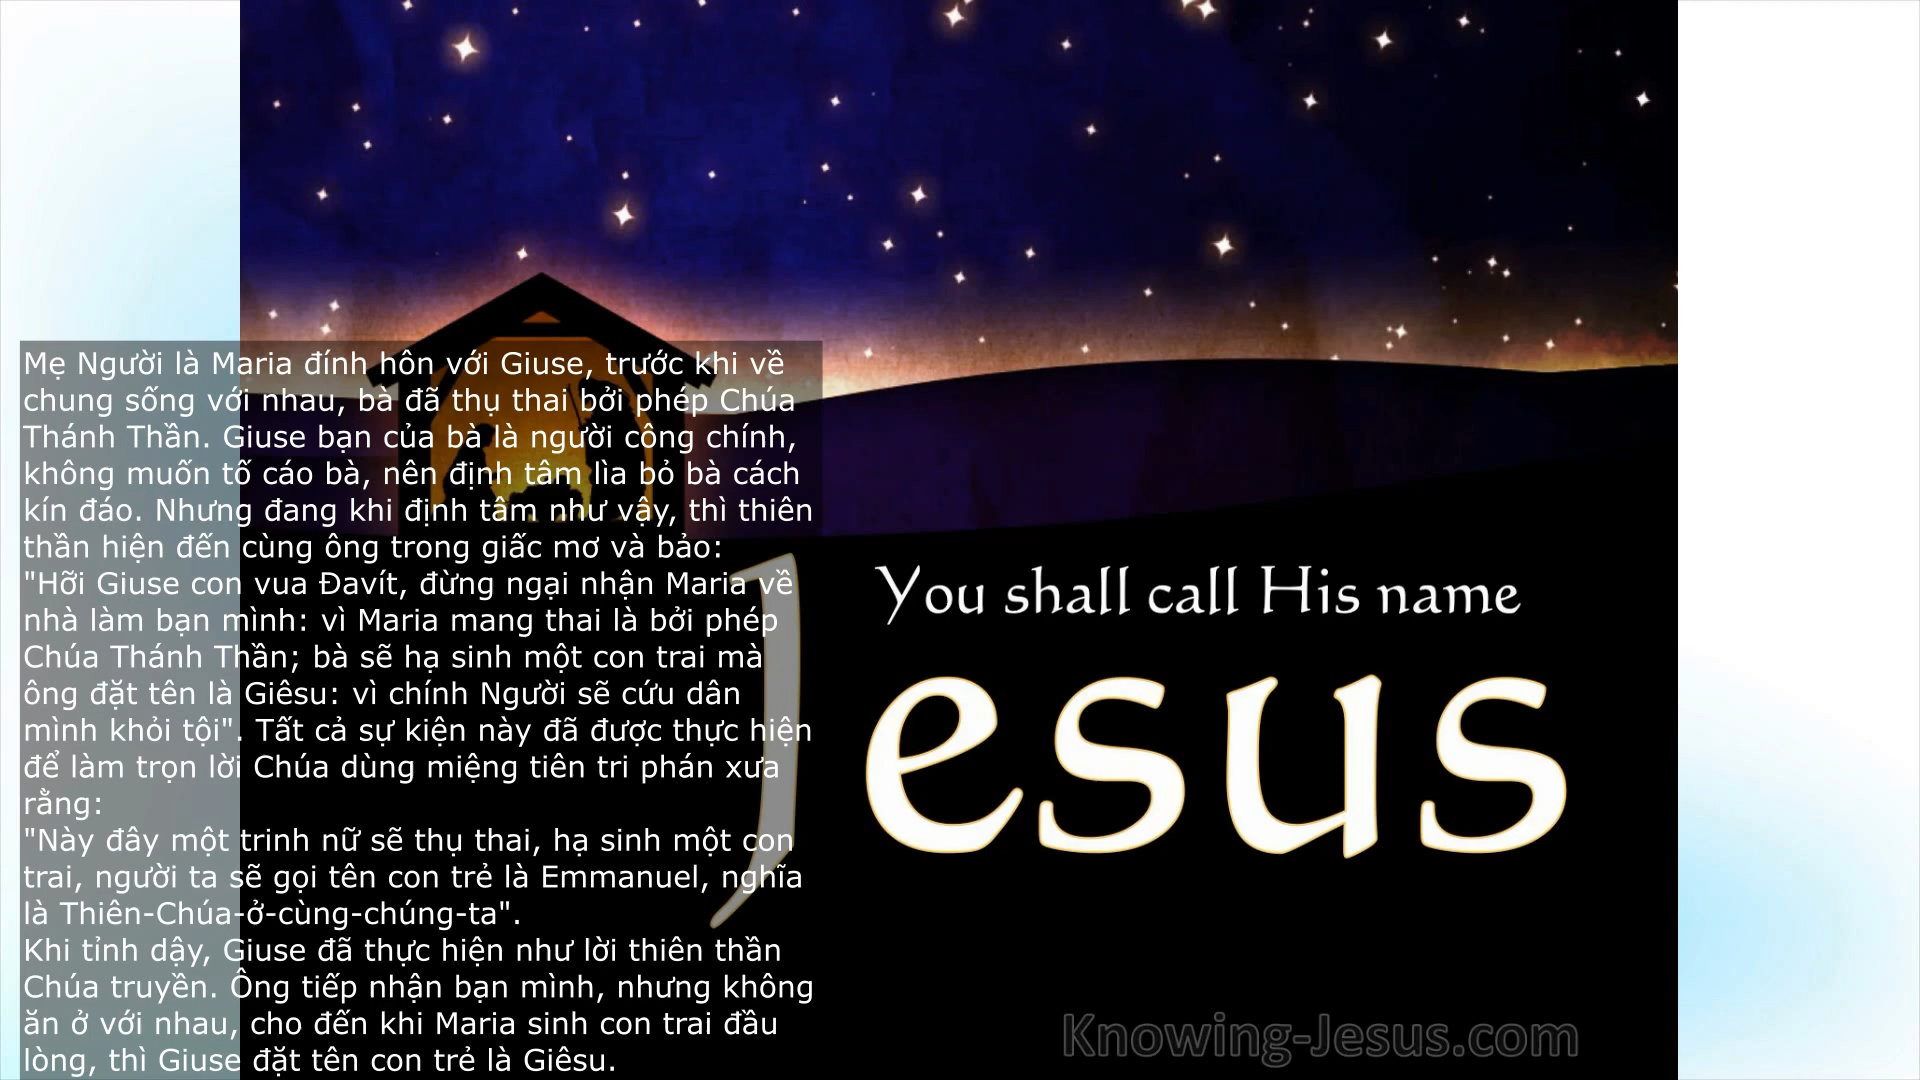 Mẹ Người là Maria đính hôn với Giuse, trước khi về
chung sống với nhau, bà đã thụ thai bởi phép Chúa
Thánh Thần. Giuse bạn của bà là người công chính,
không muốn tố cáo bà, nên định tâm lìa bỏ bà cách
kín đáo. Nhưng đang khi định tâm như vậy, thì thiên
thần hiện đến cùng ông trong giấc mơ và bảo:
"Hỡi Giuse con vua Đavít, đừng ngại nhận Maria về
nhà làm bạn mình: vì Maria mang thai là bởi phép
Chúa Thánh Thần; bà sẽ hạ sinh một con trai mà
ông đặt tên là Giêsu: vì chính Người sẽ cứu dân
mình khỏi tội". Tất cả sự kiện này đã được thực hiện
để làm trọn lời Chúa dùng miệng tiên tri phán xưa
rằng:
"Này đây một trinh nữ sẽ thụ thai, hạ sinh một con
trai, người ta sẽ gọi tên con trẻ là Emmanuel, nghĩa
là Thiên-Chúa-ở-cùng-chúng-ta".
Khi tỉnh dậy, Giuse đã thực hiện như lời thiên thần
Chúa truyền. Ông tiếp nhận bạn mình, nhưng không
ăn ở với nhau, cho đến khi Maria sinh con trai đầu
lòng, thì Giuse đặt tên con trẻ là Giêsu.
You shall call His name
Jesus
Knowing-Jesus.com